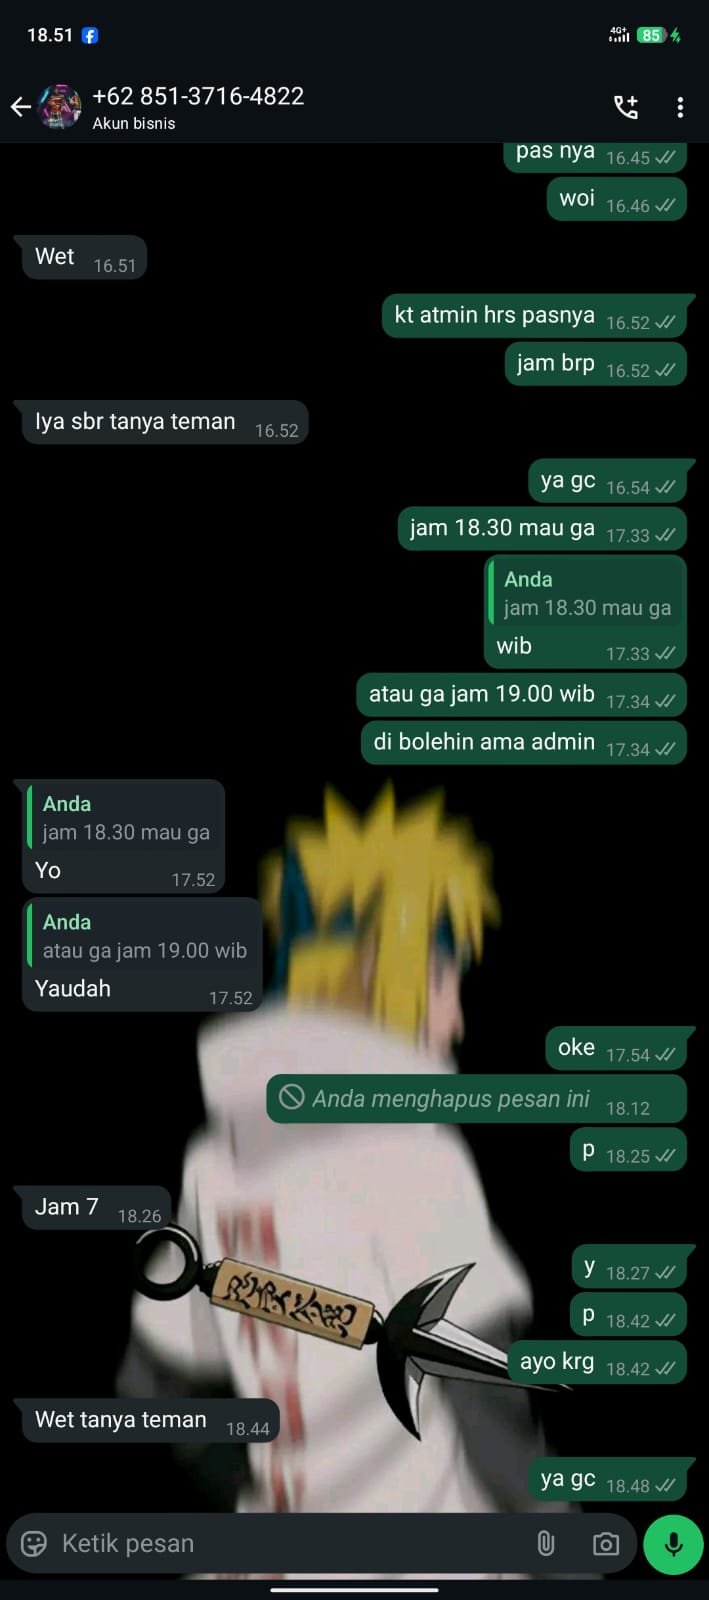 18.51
4G+
85
+62 851-3716-4822
Akun bisnis
pas nya 16.45
woi 16.46
Wet 16.51
kt atmin hrs pasnya 16.52
jam brp 16.52
Iya sbr tanya teman 16.52
ya gc 16.54
jam 18.30 mau ga 17.33
Anda
jam 18.30 mau ga
wib 17.33
atau ga jam 19.00 wib 17.34
di bolehin ama admin 17.34
Anda
jam 18.30 mau ga
Yo 17.52
Anda
atau ga jam 19.00 wib
Yaudah 17.52
oke 17.54
Anda menghapus pesan ini 18.12
p 18.25
Jam 7 18.26
y 18.27
p 18.42
ayo krg 18.42
Wet tanya teman 18.44
ya gc 18.48
Ketik pesan